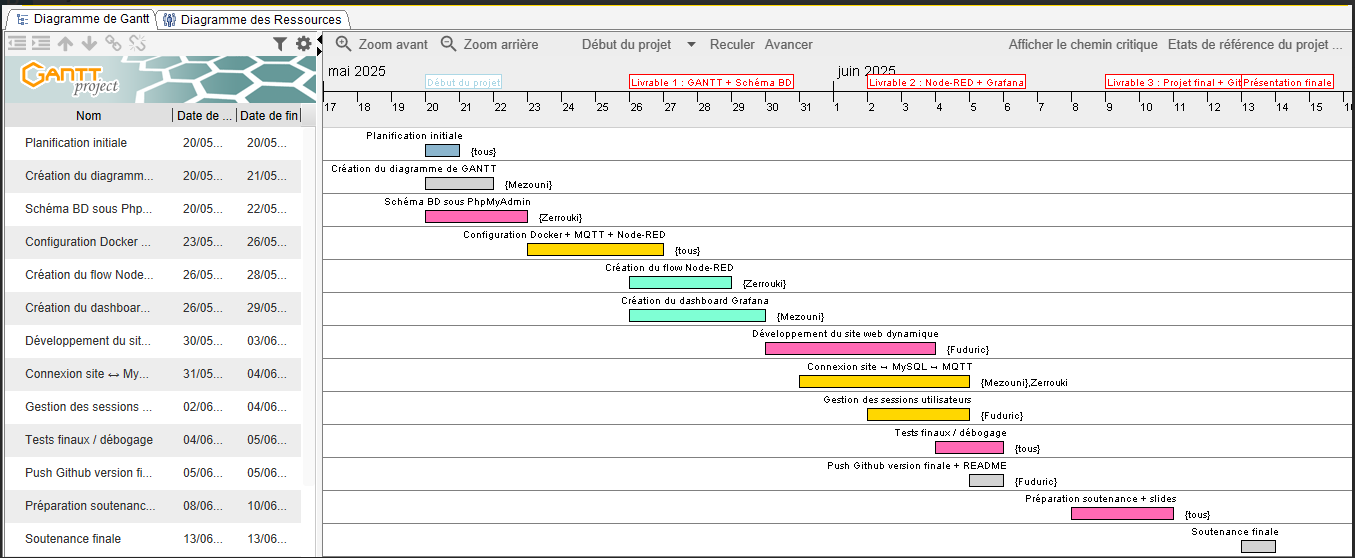 Diagramme de Gantt
Diagramme des Ressources
Zoom avant
Zoom arrière
Début du projet
Reculer
Avancer
Afficher le chemin critique
Etats de référence du projet ...
GANTT
project
mai 2025
juin 2025
Début du projet
Livrable 1 : GANTT + Schéma BD
Livrable 2 : Node-RED + Grafana
Livrable 3 : Projet final + Git
Présentation finale
17 18 19 20 21 22 23 24 25 26 27 28 29 30 31 1 2 3 4 5 6 7 8 9 10 11 12 13 14 15
Nom Date de ... Date de fin
Planification initiale 20/05... 20/05...
Planification initiale
{tous}
Création du diagramm... 20/05... 21/05...
Création du diagramme de GANTT
{Mezouni}
Schéma BD sous Php... 20/05... 22/05...
Schéma BD sous PhpMyAdmin
{Zerrouki}
Configuration Docker ... 23/05... 26/05...
Configuration Docker + MQTT + Node-RED
{tous}
Création du flow Node... 26/05... 28/05...
Création du flow Node-RED
{Zerrouki}
Création du dashboar... 26/05... 29/05...
Création du dashboard Grafana
{Mezouni}
Développement du sit... 30/05... 03/06...
Développement du site web dynamique
{Fuduric}
Connexion site ↔ My... 31/05... 04/06...
Connexion site ↔ MySQL ↔ MQTT
{Mezouni},Zerrouki
Gestion des sessions ... 02/06... 04/06...
Gestion des sessions utilisateurs
{Fuduric}
Tests finaux / débogage 04/06... 05/06...
Tests finaux / débogage
{tous}
Push Github version fi... 05/06... 05/06...
Push Github version finale + README
{Fuduric}
Préparation soutenanc... 08/06... 10/06...
Préparation soutenance + slides
{tous}
Soutenance finale 13/06... 13/06...
Soutenance finale